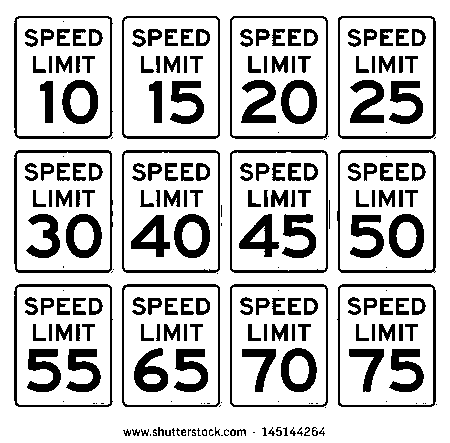 SPEED LIMIT 10
SPEED LIMIT 15
SPEED LIMIT 20
SPEED LIMIT 25
SPEED LIMIT 30
SPEED LIMIT 40
SPEED LIMIT 45
SPEED LIMIT 50
SPEED LIMIT 55
SPEED LIMIT 65
SPEED LIMIT 70
SPEED LIMIT 75
www.shutterstock.com · 145144264